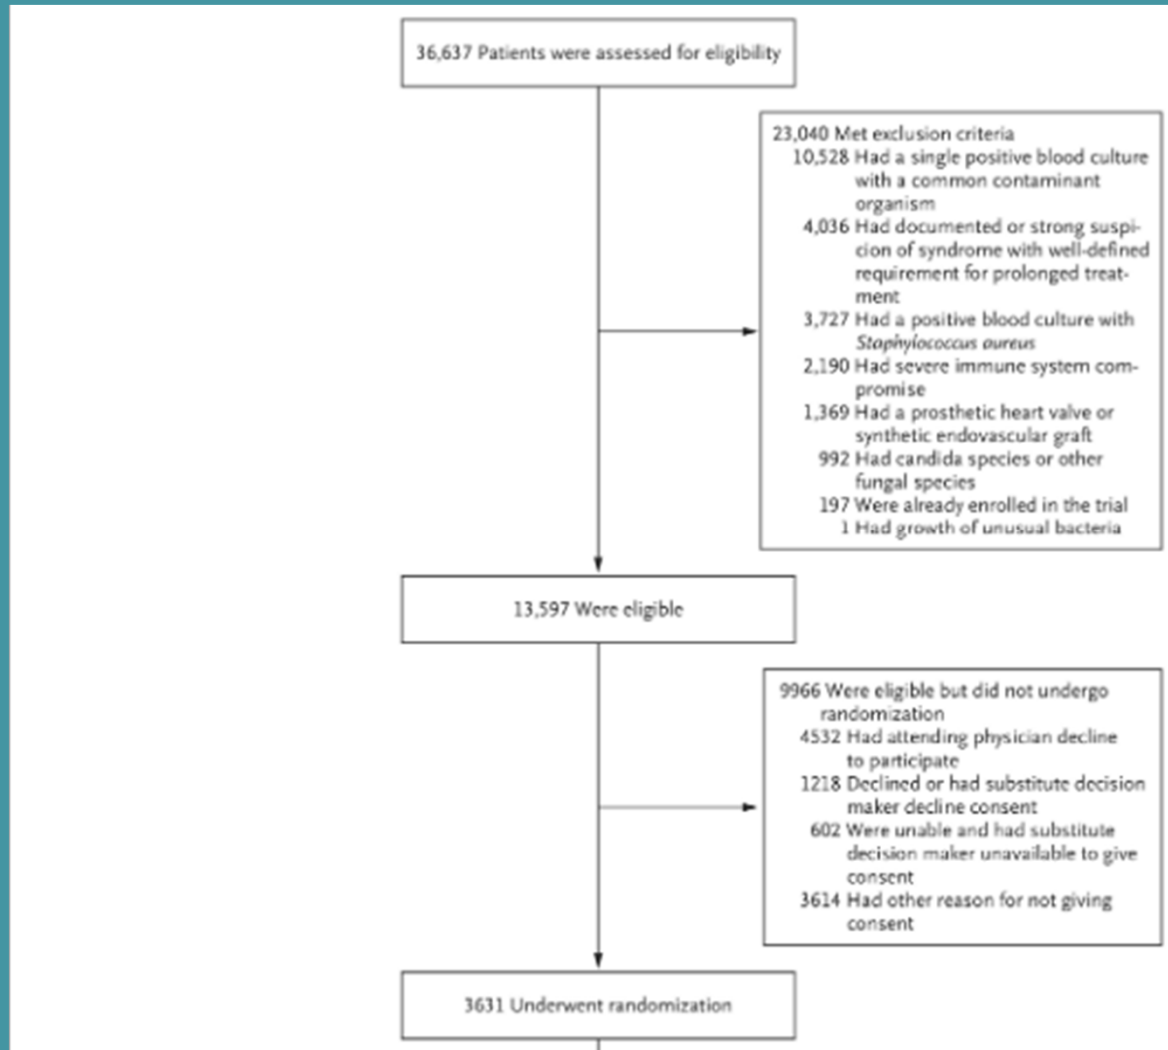 36,637 Patients were assessed for eligibility
23,040 Met exclusion criteria
10,528 Had a single positive blood culture
with a common contaminant
organism
4,036 Had documented or strong suspi-
cion of syndrome with well-defined
requirement for prolonged treat-
ment
3,727 Had a positive blood culture with
Staphylococcus aureus
2,190 Had severe immune system com-
promise
1,369 Had a prosthetic heart valve or
synthetic endovascular graft
992 Had candida species or other
fungal species
197 Were already enrolled in the trial
1 Had growth of unusual bacteria
13,597 Were eligible
9966 Were eligible but did not undergo
randomization
4532 Had attending physician decline
to participate
1218 Declined or had substitute decision
maker decline consent
602 Were unable and had substitute
decision maker unavailable to give
consent
3614 Had other reason for not giving
consent
3631 Underwent randomization